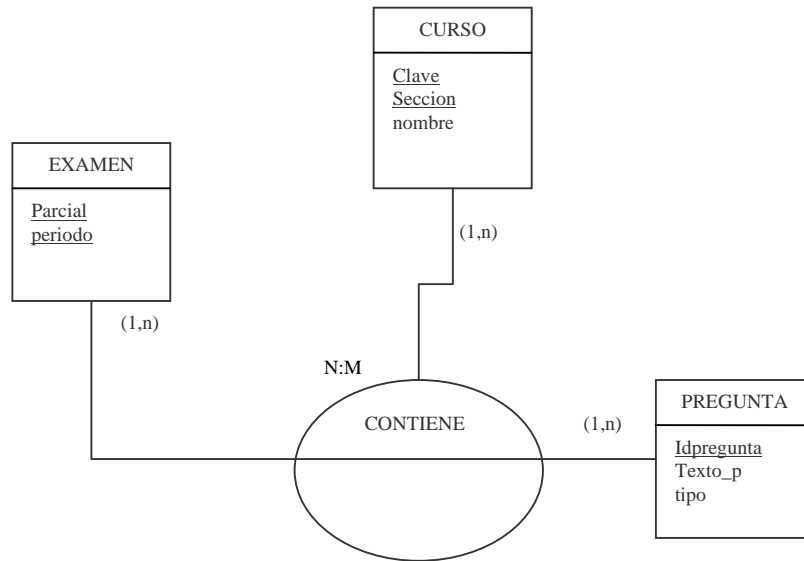 CURSO
Clave
Seccion
nombre
EXAMEN
Parcial
periodo
(1,n)
(1,n)
N:M
CONTIENE
(1,n)
PREGUNTA
Idpregunta
Texto_p
tipo